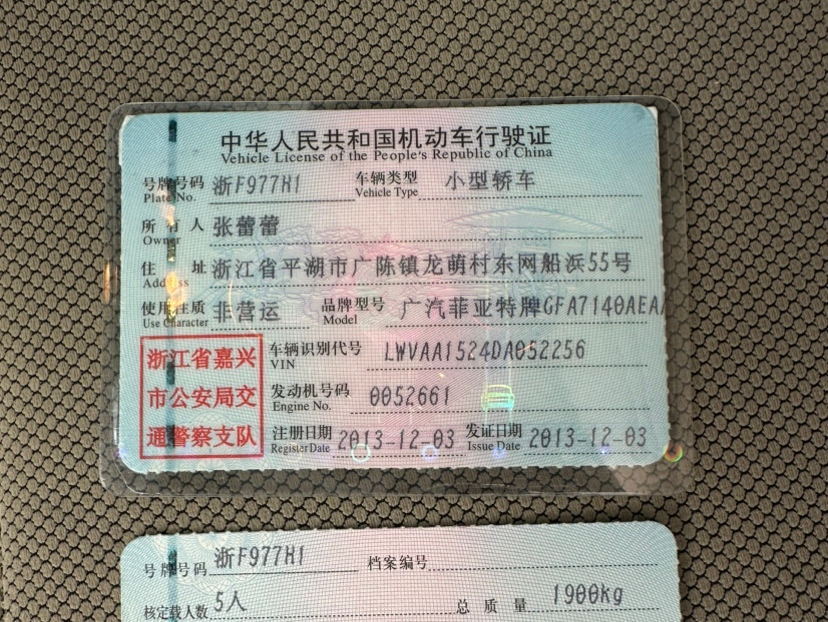 中华人民共和国机动车行驶证
Vehicle License of the People's Republic of China
号牌号码 浙F977H1 车辆类型 小型轿车
Plate No. Vehicle Type
所有人 张蕾蕾
Owner
住址 浙江省平湖市广陈镇龙萌村东网船浜55号
Address
使用性质 非营运 品牌型号 广汽菲亚特牌GFA7140AEA
Use Character Model
浙江省嘉兴
市公安局交
通警察支队
车辆识别代号 LWVAA1524DA052256
VIN
发动机号码 0052661
Engine No.
注册日期 2013-12-03 发证日期 2013-12-03
Register Date Issue Date
号牌号码 浙F977H1 档案编号
核定载人数 5人 总质量 1900kg